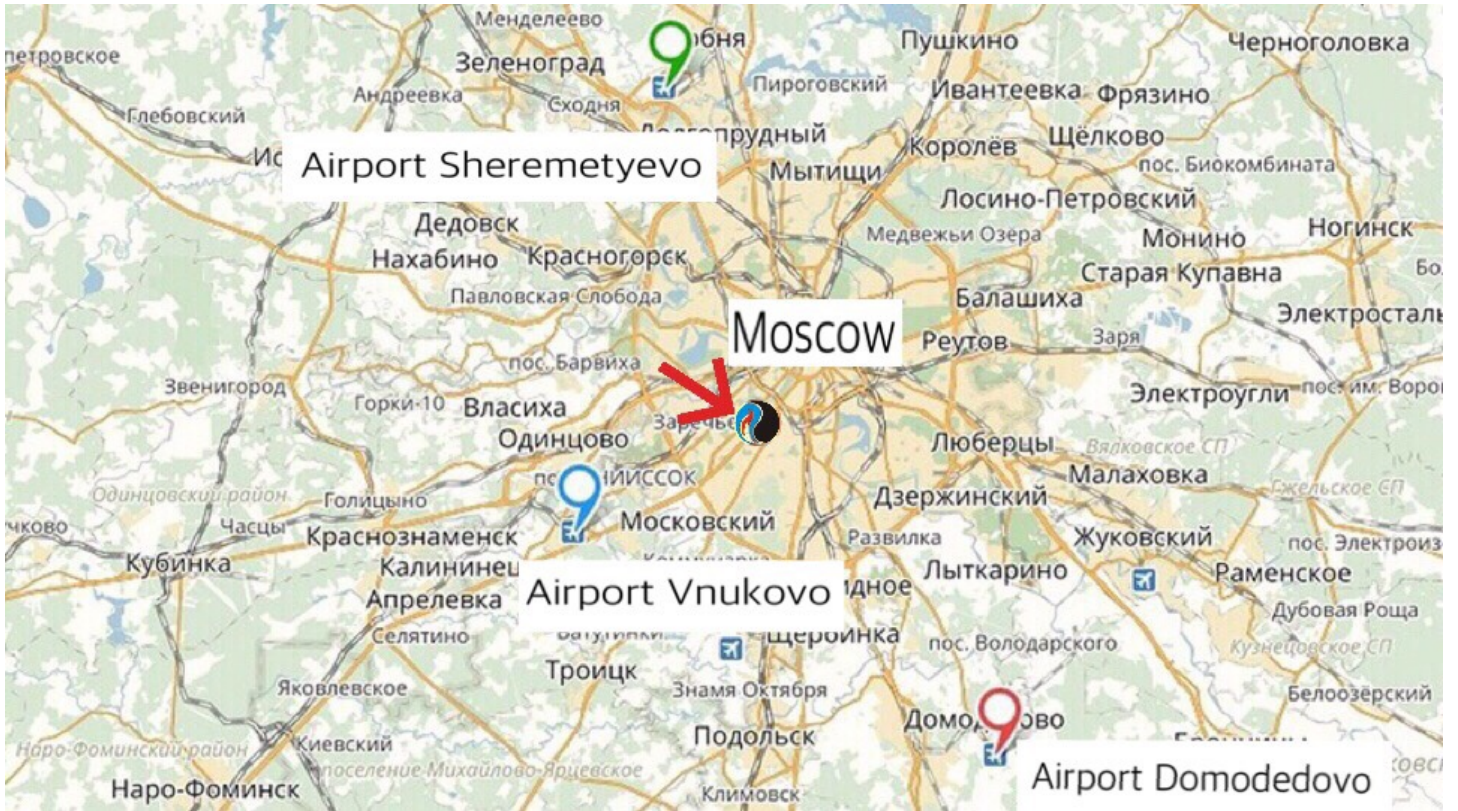 Менделеево
петровское
Зеленоград
Пушкино
Черноголовка
Андреевка
Сходня
Пироговский
Ивантеевка
Фрязино
Глебовский
Щёлково
Королёв
Airport Sheremetyevo
Мытищи
пос. Биокомбината
Лосино-Петровский
Дедовск
Медвежьи Озёра
Монино
Ногинск
Нахабино
Красногорск
Старая Купавна
Павловская Слобода
Балашиха
Электросталь
Moscow
Реутов
Заря
пос. Барвиха
Звенигород
Горки-10
Власиха
Электроугли
Одинцово
Люберцы
Вялковское СП
Малаховка
Одинцовский район
Голицыно
Дзержинский
Гжельское СП
Часцы
Краснознаменск
Московский
Развилка
Жуковский
Кубинка
Лыткарино
Раменское
Апрелевка
Airport Vnukovo
Дубовая Роща
Селятино
Щербинка
пос. Володарского
Кузнецовское СП
Троицк
Яковлевское
Знамя Октября
Белоозёрский
Подольск
Наро-Фоминский район
Киевский
поселение Михайлово-Ярцевское
Airport Domodedovo
Наро-Фоминск
Климовск